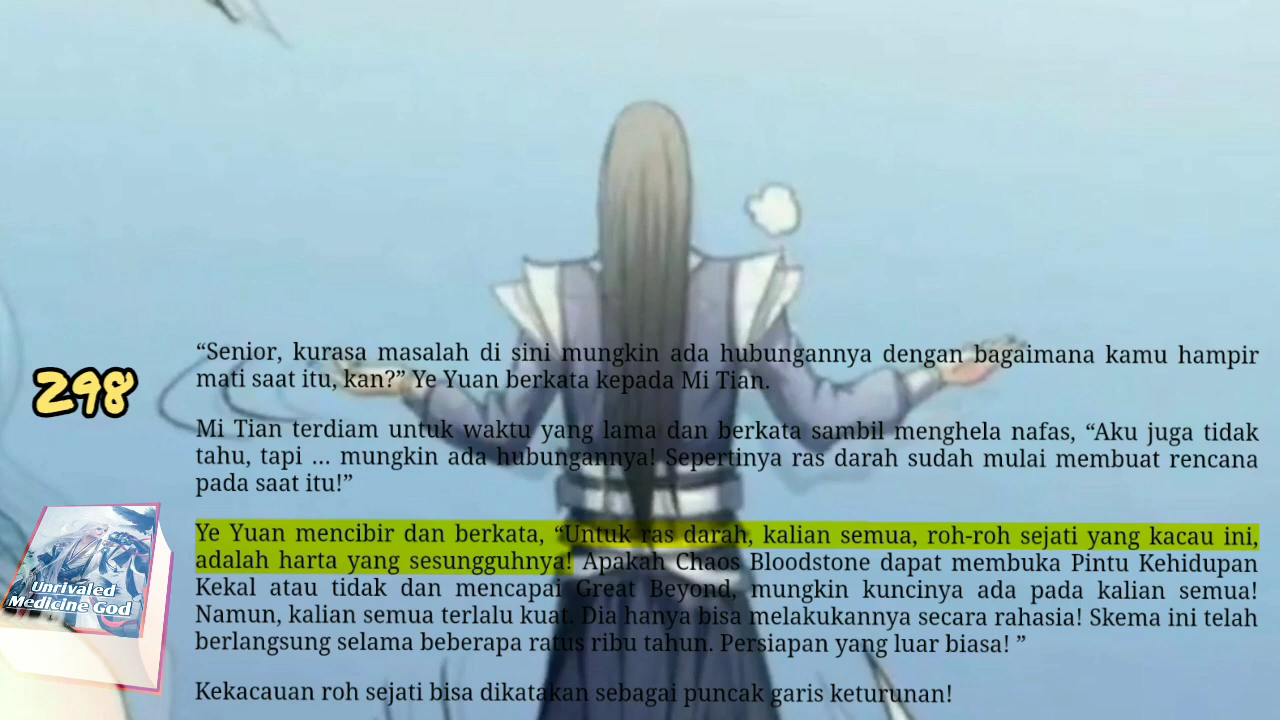 “Senior, kurasa masalah di sini mungkin ada hubungannya dengan bagaimana kamu hampir
mati saat itu, kan?” Ye Yuan berkata kepada Mi Tian.
298
Mi Tian terdiam untuk waktu yang lama dan berkata sambil menghela nafas, “Aku juga tidak
tahu, tapi ... mungkin ada hubungannya! Sepertinya ras darah sudah mulai membuat rencana
pada saat itu!”
Ye Yuan mencibir dan berkata, “Untuk ras darah, kalian semua, roh-roh sejati yang kacau ini,
adalah harta yang sesungguhnya! Apakah Chaos Bloodstone dapat membuka Pintu Kehidupan
Kekal atau tidak dan mencapai Great Beyond, mungkin kuncinya ada pada kalian semua!
Namun, kalian semua terlalu kuat. Dia hanya bisa melakukannya secara rahasia! Skema ini telah
berlangsung selama beberapa ratus ribu tahun. Persiapan yang luar biasa! ”
Unrivaled
Medicine God
Kekacauan roh sejati bisa dikatakan sebagai puncak garis keturunan!